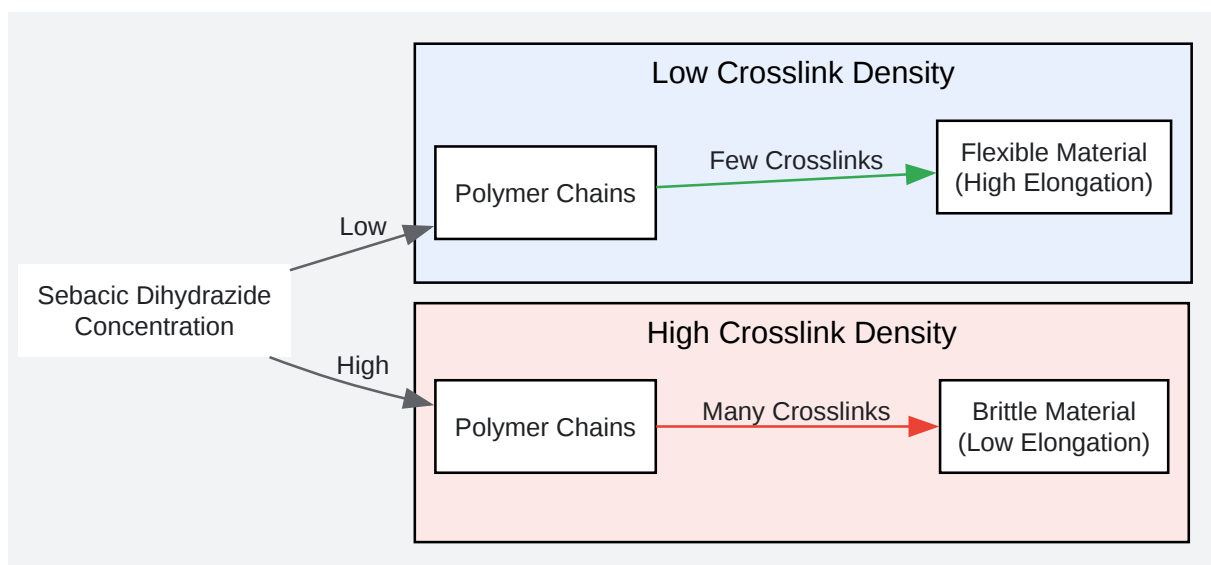 Low Crosslink Density
Few Crosslinks
Flexible Material
(High Elongation)
Polymer Chains
Low
Sebacic Dihydrazide
Concentration
High
High Crosslink Density
Many Crosslinks
Brittle Material
(Low Elongation)
Polymer Chains